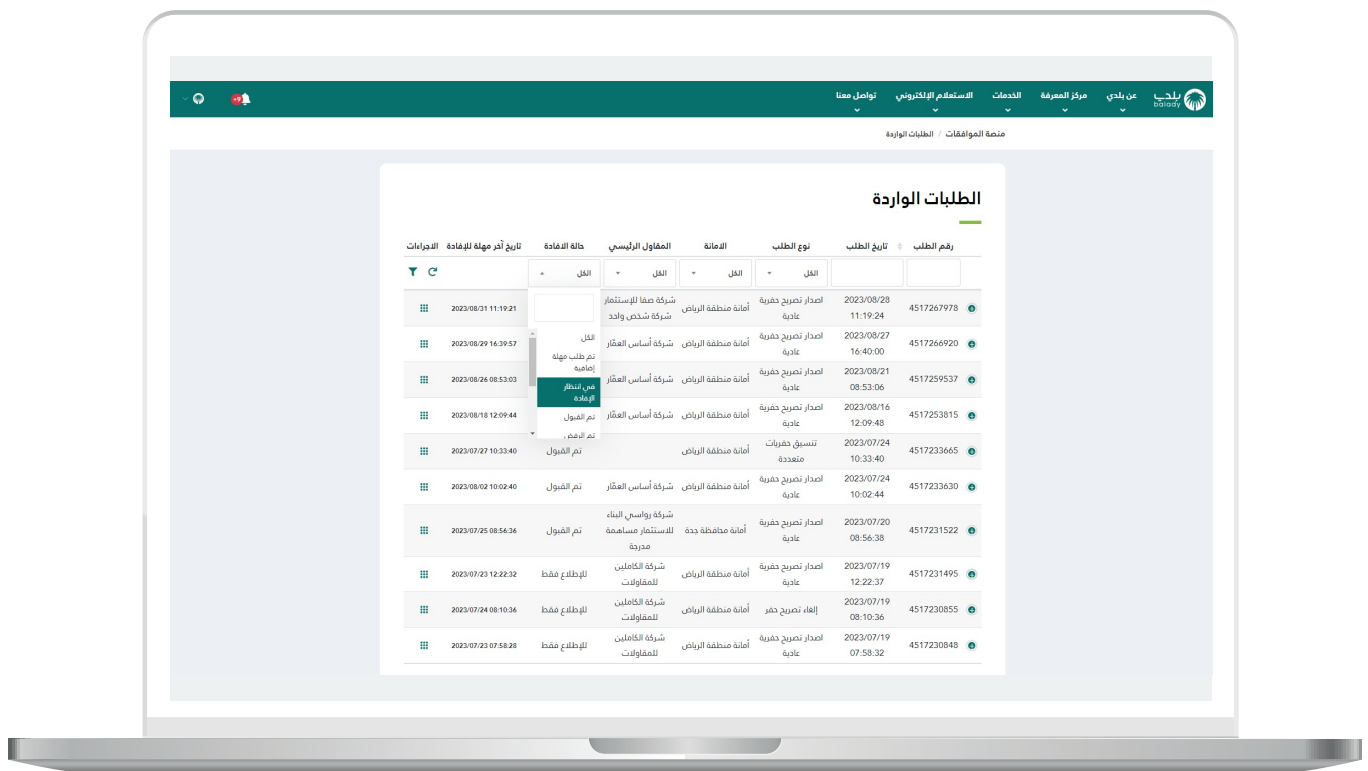 بلدي
balady
عن بلدي
مركز المعرفة
الخدمات
الاستعلام الإلكتروني
تواصل معنا
+9
منصة الموافقات / الطلبات الواردة
الطلبات الواردة
رقم الطلب تاريخ الطلب نوع الطلب الامانة المقاول الرئيسي حالة الافادة تاريخ أخر مهلة للإفادة الاجراءات
الكل الكل الكل الكل
4517267978 2023/08/28 11:19:24 اصدار تصريح حفرية عادية أمانة منطقة الرياض شركة صفا للإستثمار شركة شخص واحد 2023/08/31 11:19:21
4517266920 2023/08/27 16:40:00 اصدار تصريح حفرية عادية أمانة منطقة الرياض شركة أساس العمّار 2023/08/29 16:39:57
4517259537 2023/08/21 08:53:06 اصدار تصريح حفرية عادية أمانة منطقة الرياض شركة أساس العمّار 2023/08/26 08:53:03
4517253815 2023/08/16 12:09:48 اصدار تصريح حفرية عادية أمانة منطقة الرياض شركة أساس العمّار 2023/08/18 12:09:44
الكل
تم طلب مهلة
إضافية
في انتظار
الإفادة
تم القبول
تم الرفض
4517233665 2023/07/24 10:33:40 تنسيق حفريات متعددة أمانة منطقة الرياض تم القبول 2023/07/27 10:33:40
4517233630 2023/07/24 10:02:44 اصدار تصريح حفرية عادية أمانة منطقة الرياض شركة أساس العمّار تم القبول 2023/08/02 10:02:40
4517231522 2023/07/20 08:56:38 اصدار تصريح حفرية عادية أمانة محافظة جدة شركة رواسي البناء للاستثمار مساهمة مدرجة تم القبول 2023/07/25 08:56:36
4517231495 2023/07/19 12:22:37 اصدار تصريح حفرية عادية أمانة منطقة الرياض شركة الكاملين للمقاولات للإطلاع فقط 2023/07/23 12:22:32
4517230855 2023/07/19 08:10:36 إلغاء تصريح حفر أمانة منطقة الرياض شركة الكاملين للمقاولات للإطلاع فقط 2023/07/24 08:10:36
4517230848 2023/07/19 07:58:32 اصدار تصريح حفرية عادية أمانة منطقة الرياض شركة الكاملين للمقاولات للإطلاع فقط 2023/07/23 07:58:28